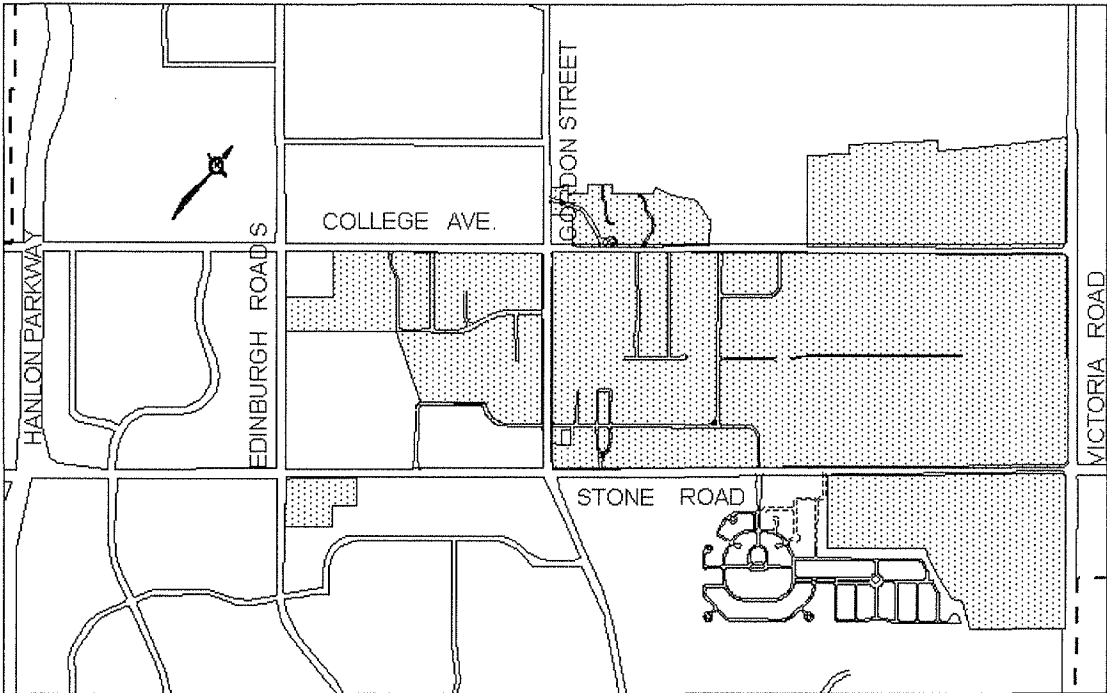 GORDON STREET
COLLEGE AVE.
HANLON PARKWAY
EDINBURGH ROAD S
VICTORIA ROAD
STONE ROAD